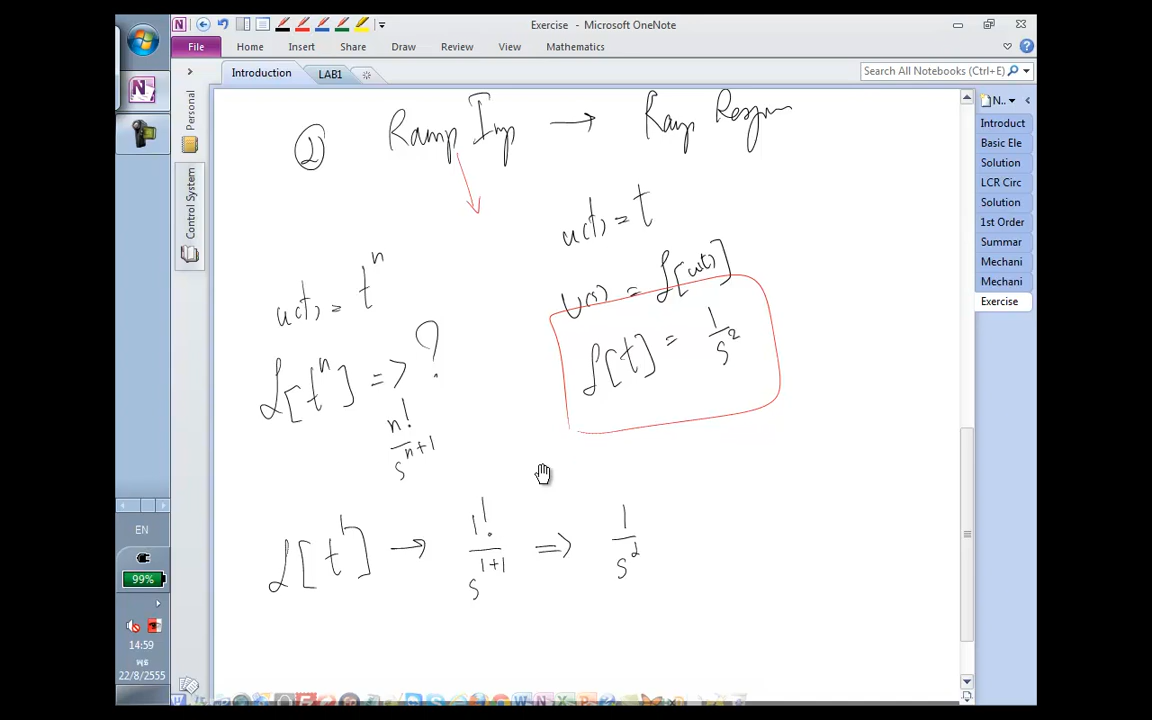 Exercise - Microsoft OneNote
File Home Insert Share Draw Review View Mathematics
Introduction LAB1
Search All Notebooks (Ctrl+E)
N..
Personal
Control System
Introduct
Basic Ele
Solution
LCR Circ
Solution
1st Order
Summar
Mechani
Mechani
Exercise
② Ramp Inp → Ramp
u(t) = t
u(t) = tⁿ
U(s) = ℒ[u(t)]
ℒ[t] = 1/s²
ℒ[tⁿ] => ?
n!/sⁿ⁺¹
ℒ[t¹] → 1!/s¹⁺¹ => 1/s²
EN
99%
14:59
พุธ
22/8/2555